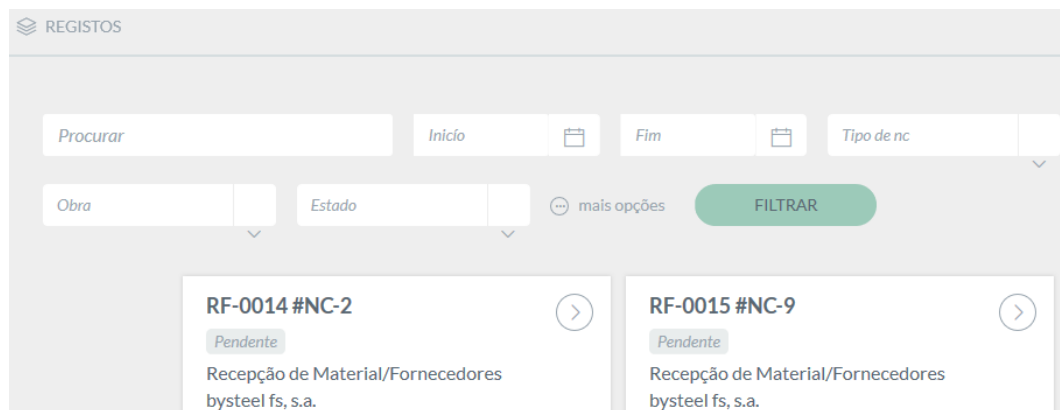 REGISTOS
Procurar
Inicío
Fim
Tipo de nc
Obra
Estado
mais opções
FILTRAR
RF-0014 #NC-2
Pendente
Recepção de Material/Fornecedores
bysteel fs, s.a.
RF-0015 #NC-9
Pendente
Recepção de Material/Fornecedores
bysteel fs, s.a.